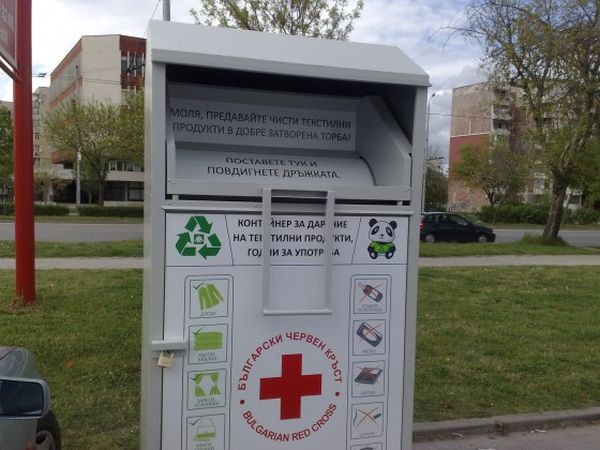 МОЛЯ, ПРЕДАВАЙТЕ ЧИСТИ ТЕКСТИЛНИ
ПРОДУКТИ В ДОБРЕ ЗАТВОРЕНА ТОРБА!
ПОСТАВЕТЕ ТУК И
ПОВДИГНЕТЕ ДРЪЖКАТА.
КОНТЕЙНЕР ЗА ДАРЕНИЕ
НА ТЕКСТИЛНИ ПРОДУКТИ,
ГОДНИ ЗА УПОТРЕБА
ДРЕХИ
БЪЛГАРСКИ ЧЕРВЕН КРЪСТ
BULGARIAN RED CROSS